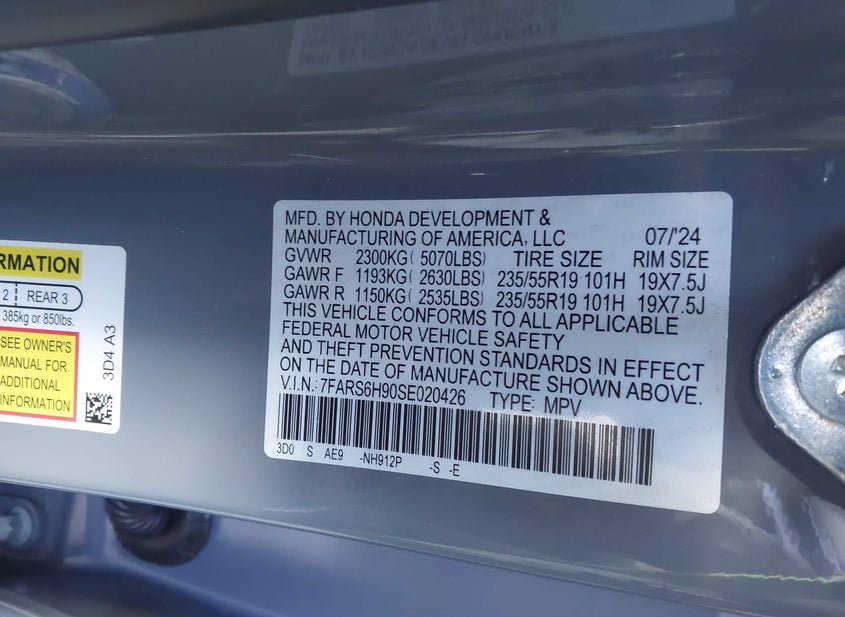 MFD. BY HONDA DEVELOPMENT &
MANUFACTURING OF AMERICA, LLC 07/'24
GVWR 2300KG(5070LBS) TIRE SIZE RIM SIZE
GAWR F 1193KG(2630LBS) 235/55R19 101H 19X7.5J
GAWR R 1150KG(2535LBS) 235/55R19 101H 19X7.5J
THIS VEHICLE CONFORMS TO ALL APPLICABLE
FEDERAL MOTOR VEHICLE SAFETY
AND THEFT PREVENTION STANDARDS IN EFFECT
ON THE DATE OF MANUFACTURE SHOWN ABOVE.
V.I.N.:7FARS6H90SE020426 TYPE: MPV
3D0 S AE9 -NH912P -S -E
RMATION
2 REAR 3
385kg or 850lbs.
SEE OWNER'S
MANUAL FOR
ADDITIONAL
INFORMATION
3D4 A3